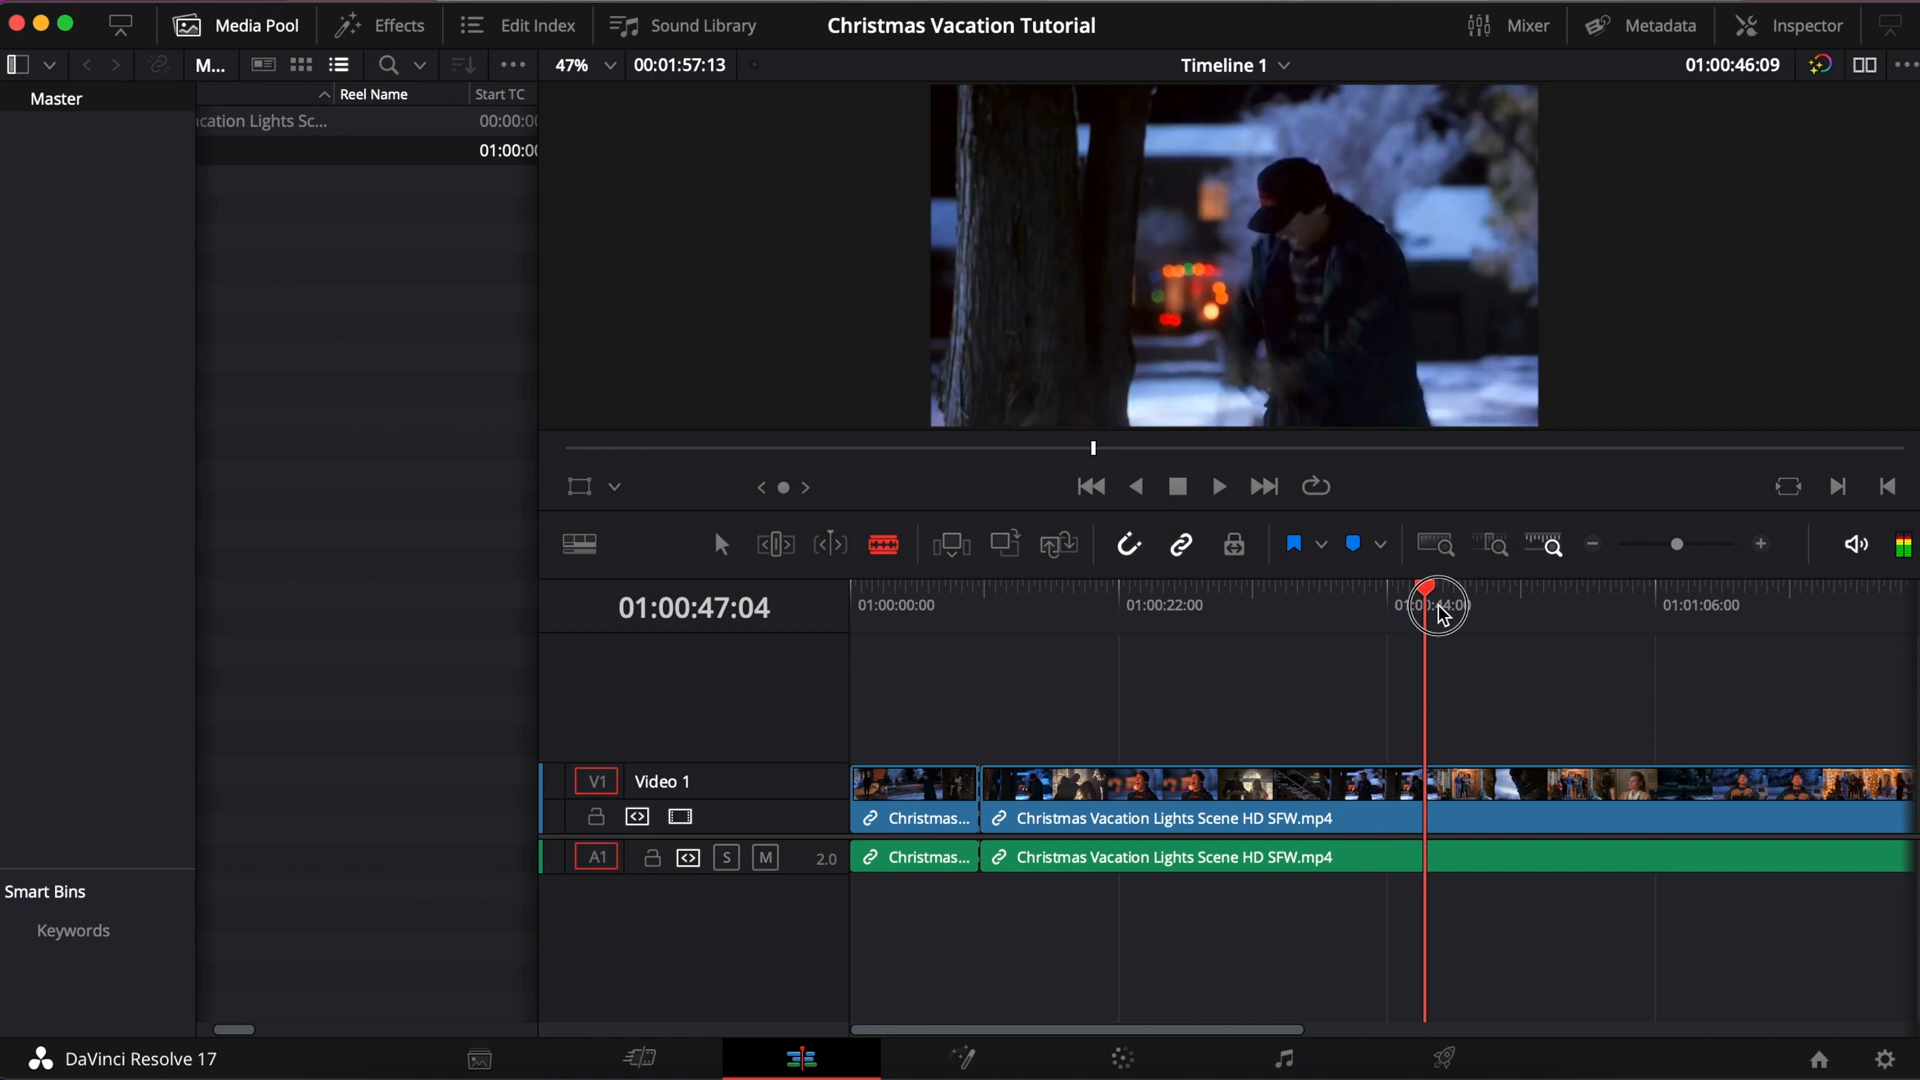 Media Pool
Effects
Edit Index
Sound Library
Christmas Vacation Tutorial
Mixer
Metadata
Inspector
M...
47%
00:01:57:13
Timeline 1
01:00:46:09
Master
Reel Name
Start TC
cation Lights Sc...
00:00:0
01:00:0
01:00:47:04
01:00:00:00
01:00:22:00
01:00:44:00
01:01:06:00
V1
Video 1
Christmas...
Christmas Vacation Lights Scene HD SFW.mp4
A1
S
M
2.0
Christmas...
Christmas Vacation Lights Scene HD SFW.mp4
Smart Bins
Keywords
DaVinci Resolve 17